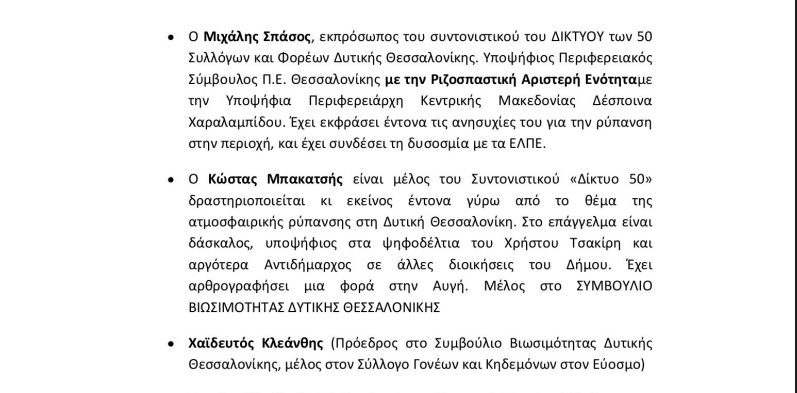 • Ο Μιχάλης Σπάσος, εκπρόσωπος του συντονιστικού του ΔΙΚΤΥΟΥ των 50
Συλλόγων και Φορέων Δυτικής Θεσσαλονίκης. Υποψήφιος Περιφερειακός
Σύμβουλος Π.Ε. Θεσσαλονίκης με την Ριζοσπαστική Αριστερή Ενότηταμε
την Υποψήφια Περιφερειάρχη Κεντρικής Μακεδονίας Δέσποινα
Χαραλαμπίδου. Έχει εκφράσει έντονα τις ανησυχίες του για την ρύπανση
στην περιοχή, και έχει συνδέσει τη δυσοσμία με τα ΕΛΠΕ.
• Ο Κώστας Μπακατσής είναι μέλος του Συντονιστικού «Δίκτυο 50»
δραστηριοποιείται κι εκείνος έντονα γύρω από το θέμα της
ατμοσφαιρικής ρύπανσης στη Δυτική Θεσσαλονίκη. Στο επάγγελμα είναι
δάσκαλος, υποψήφιος στα ψηφοδέλτια του Χρήστου Τσακίρη και
αργότερα Αντιδήμαρχος σε άλλες διοικήσεις του Δήμου. Έχει
αρθρογραφήσει μια φορά στην Αυγή. Μέλος στο ΣΥΜΒΟΥΛΙΟ
ΒΙΩΣΙΜΟΤΗΤΑΣ ΔΥΤΙΚΗΣ ΘΕΣΣΑΛΟΝΙΚΗΣ
• Χαϊδευτός Κλεάνθης (Πρόεδρος στο Συμβούλιο Βιωσιμότητας Δυτικής
Θεσσαλονίκης, μέλος στον Σύλλογο Γονέων και Κηδεμόνων στον Εύοσμο)